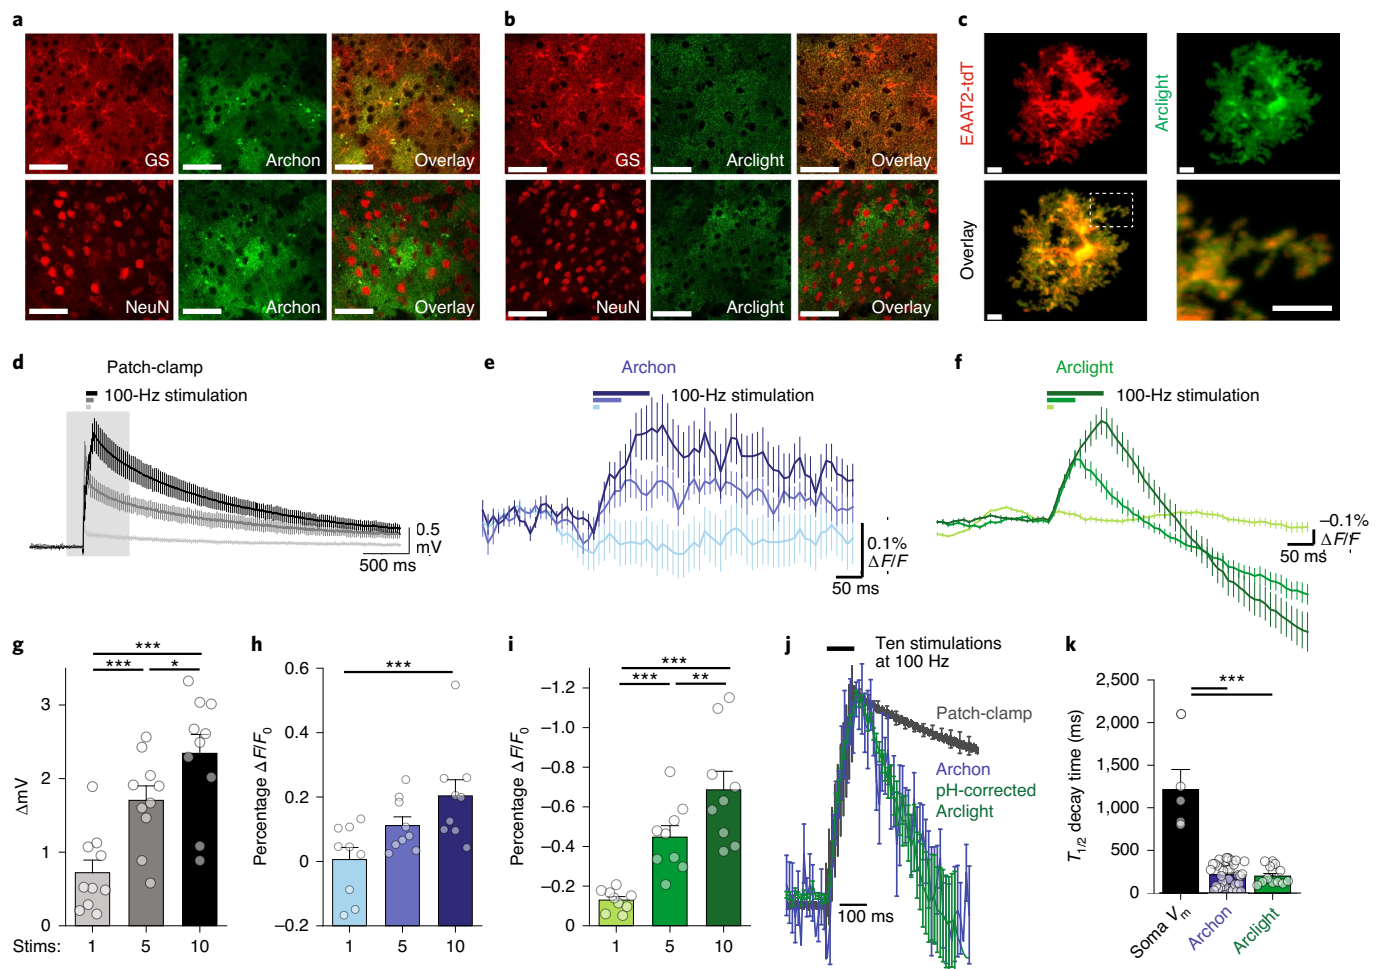 a
b
c
GS
Archon
Overlay
NeuN
Archon
Overlay
GS
Arclight
Overlay
NeuN
Arclight
Overlay
EAAT2-tdT
Arclight
Overlay
d
Patch-clamp
100-Hz stimulation
0.5
mV
500 ms
e
Archon
100-Hz stimulation
0.1%
ΔF/F
50 ms
f
Arclight
100-Hz stimulation
−0.1%
ΔF/F
50 ms
g
***
***
*
ΔmV
3
2
1
0
Stims:
1
5
10
h
***
Percentage ΔF/F0
0.6
0.4
0.2
0
−0.2
1
5
10
i
***
***
**
Percentage ΔF/F0
−1.2
−1.0
−0.8
−0.6
−0.4
−0.2
0
1
5
10
j
Ten stimulations
at 100 Hz
Patch-clamp
Archon
pH-corrected
Arclight
100 ms
k
***
T1/2 decay time (ms)
2,500
2,000
1,500
1,000
500
0
Soma Vm
Archon
Arclight